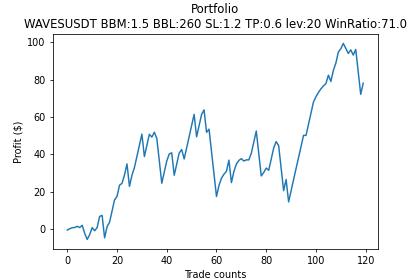 Portfolio
WAVESUSDT BBM:1.5 BBL:260 SL:1.2 TP:0.6 lev:20 WinRatio:71.0
100
80
60
40
20
0
Profit ($)
0 20 40 60 80 100 120
Trade counts